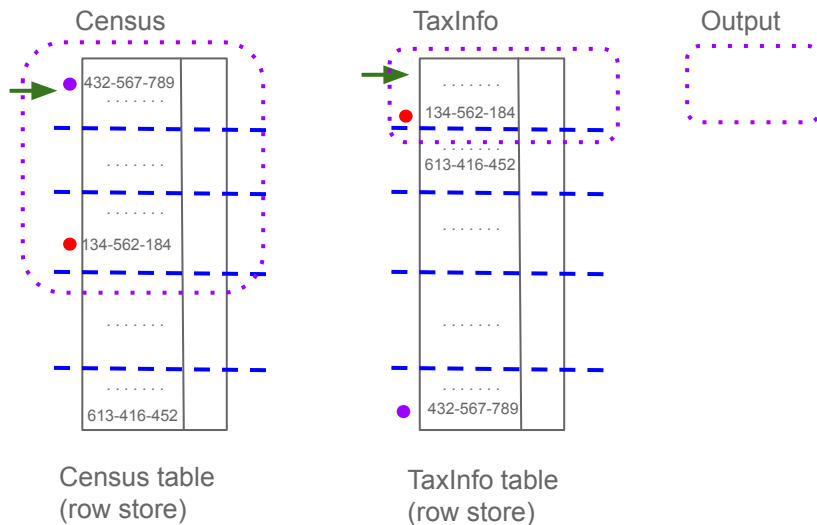 Census
TaxInfo
Output
432-567-789
.......
.......
.......
134-562-184
.......
.......
613-416-452
.......
134-562-184
.......
613-416-452
.......
.......
.......
432-567-789
Census table
(row store)
TaxInfo table
(row store)